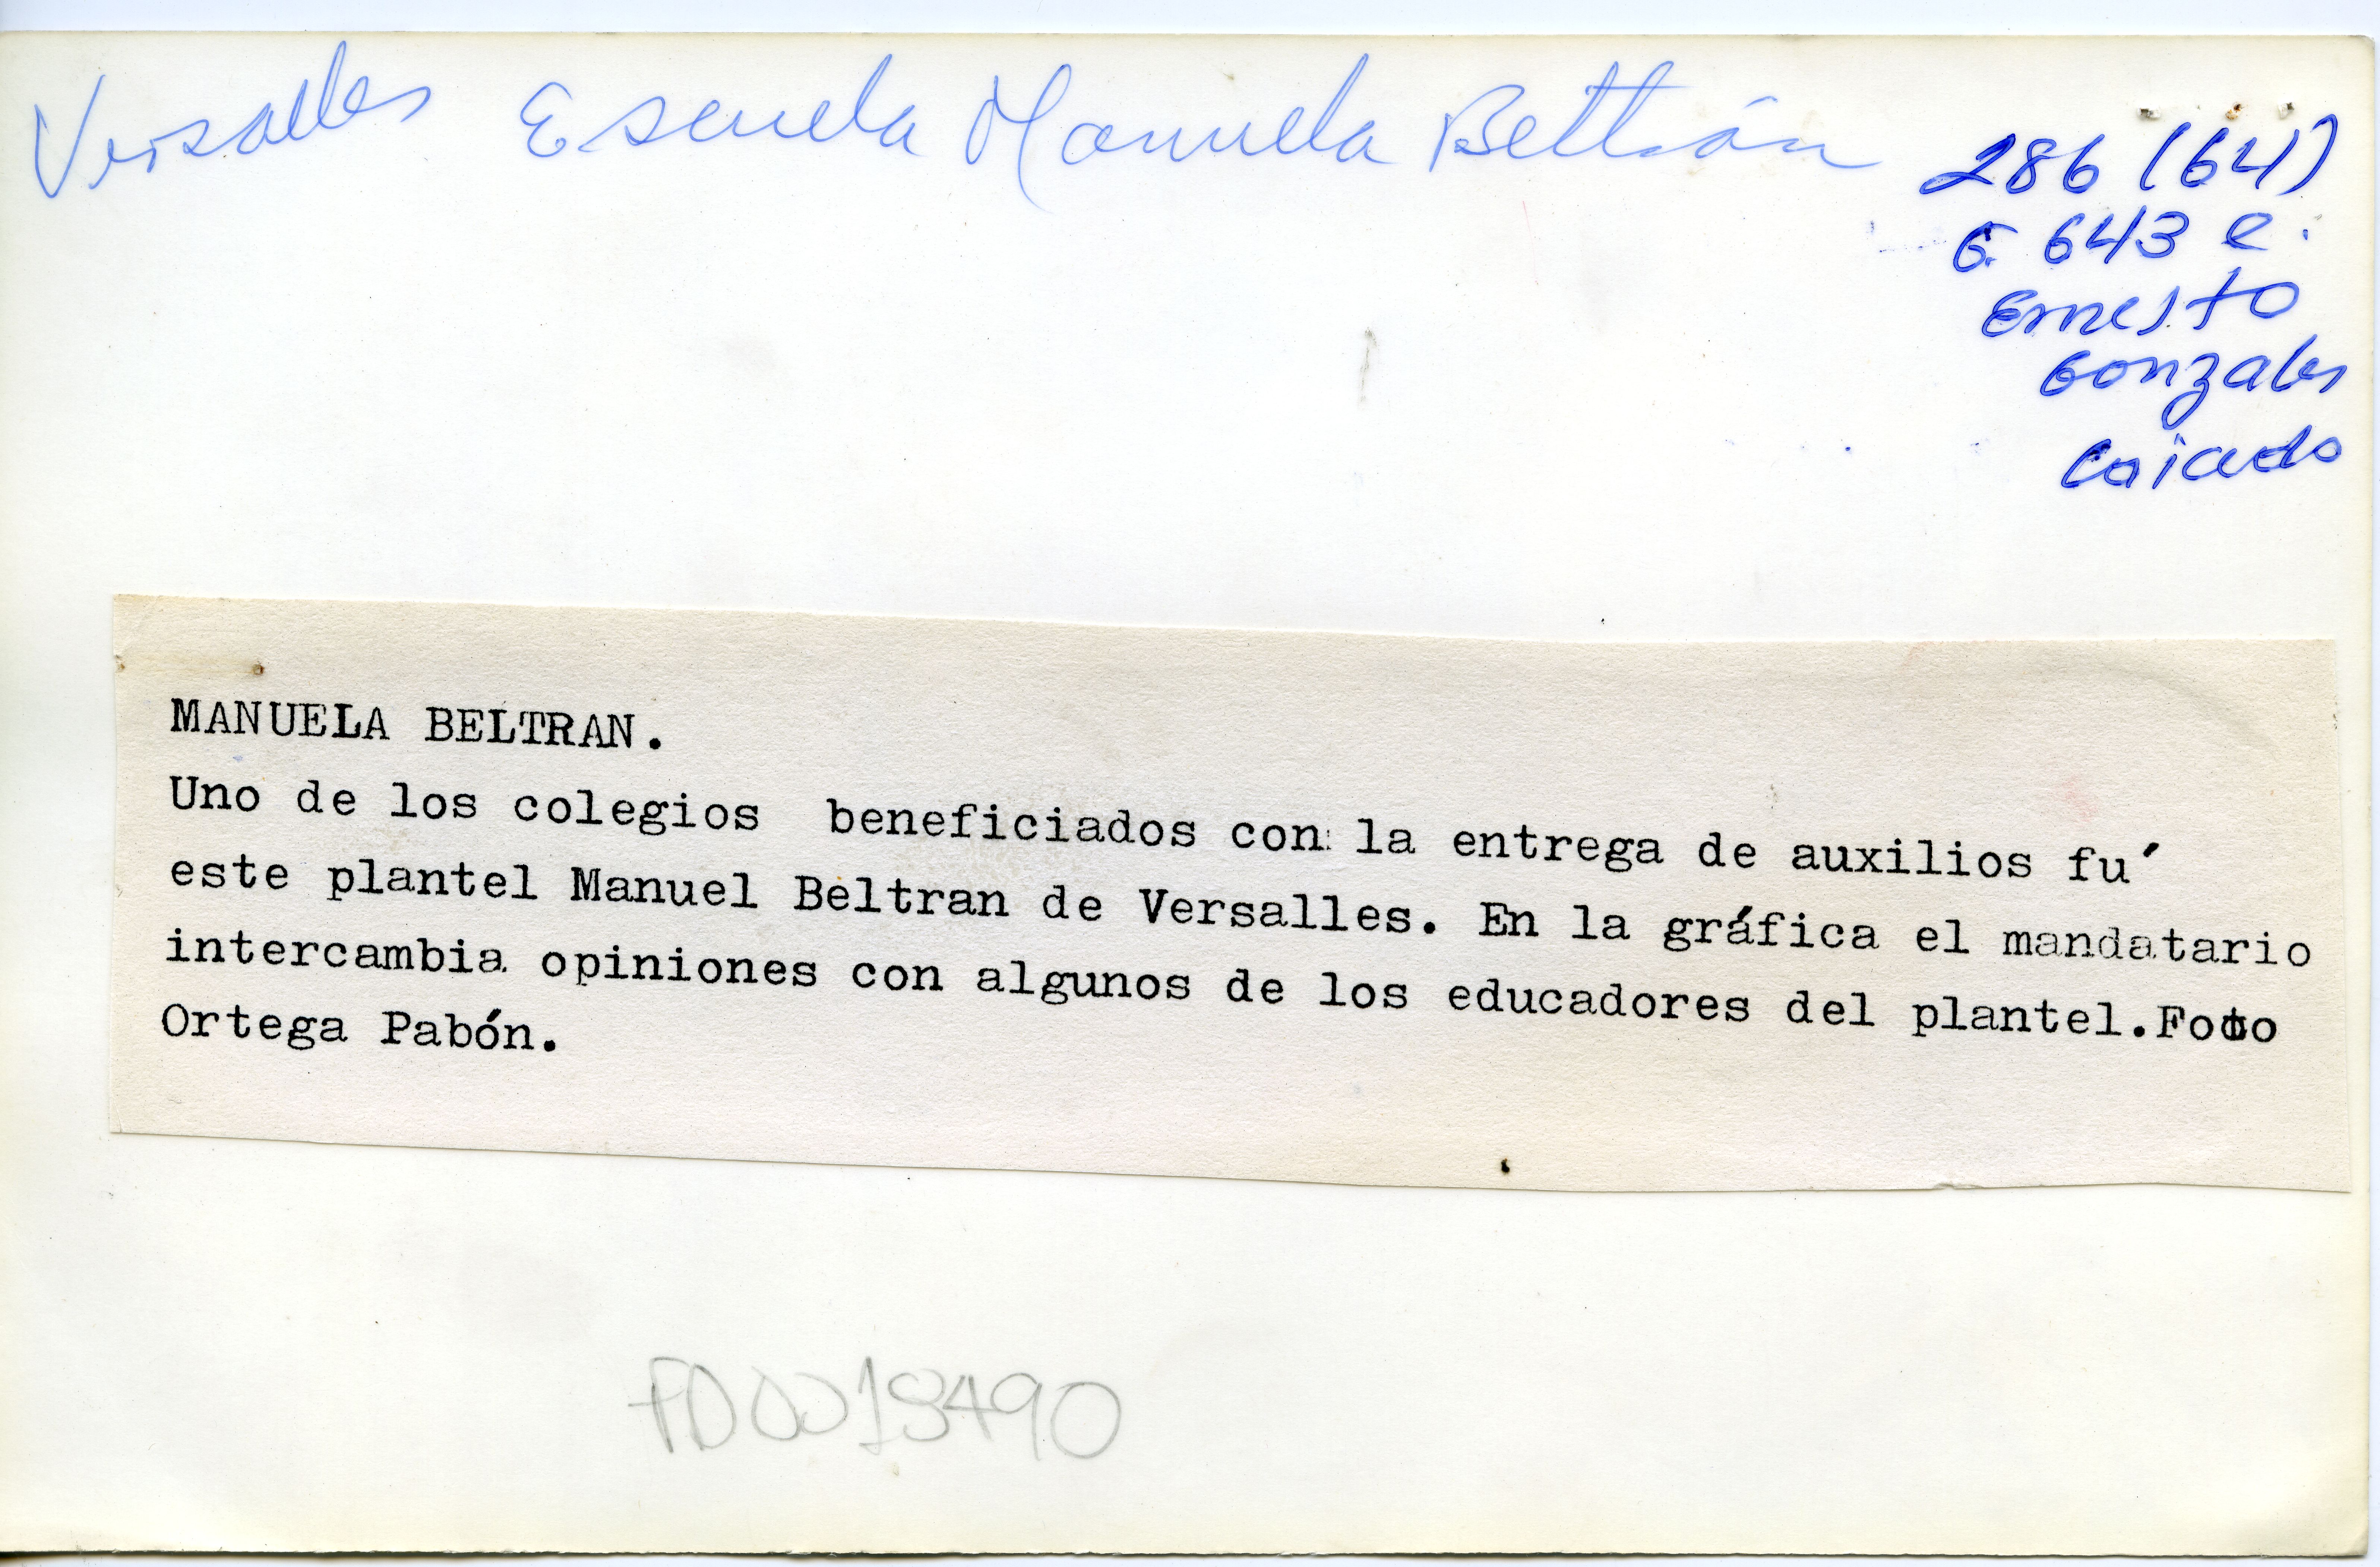 Versalles Escuela Manuela Beltrán
286 (64)
G 643 e.
Ernesto
Gonzales
Caicedo
MANUELA BELTRAN.
Uno de los colegios beneficiados con la entrega de auxilios fu´
este plantel Manuel Beltran de Versalles. En la gráfica el mandatario
intercambia opiniones con algunos de los educadores del plantel.Foto
Ortega Pabón.
FD0018490